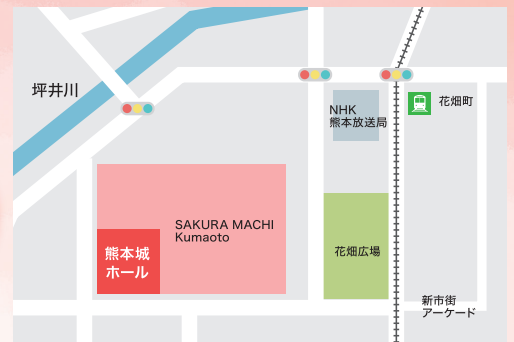 坪井川
花畑町
NHK
熊本放送局
SAKURA MACHI
Kumaoto
熊本城
ホール
花畑広場
新市街
アーケード